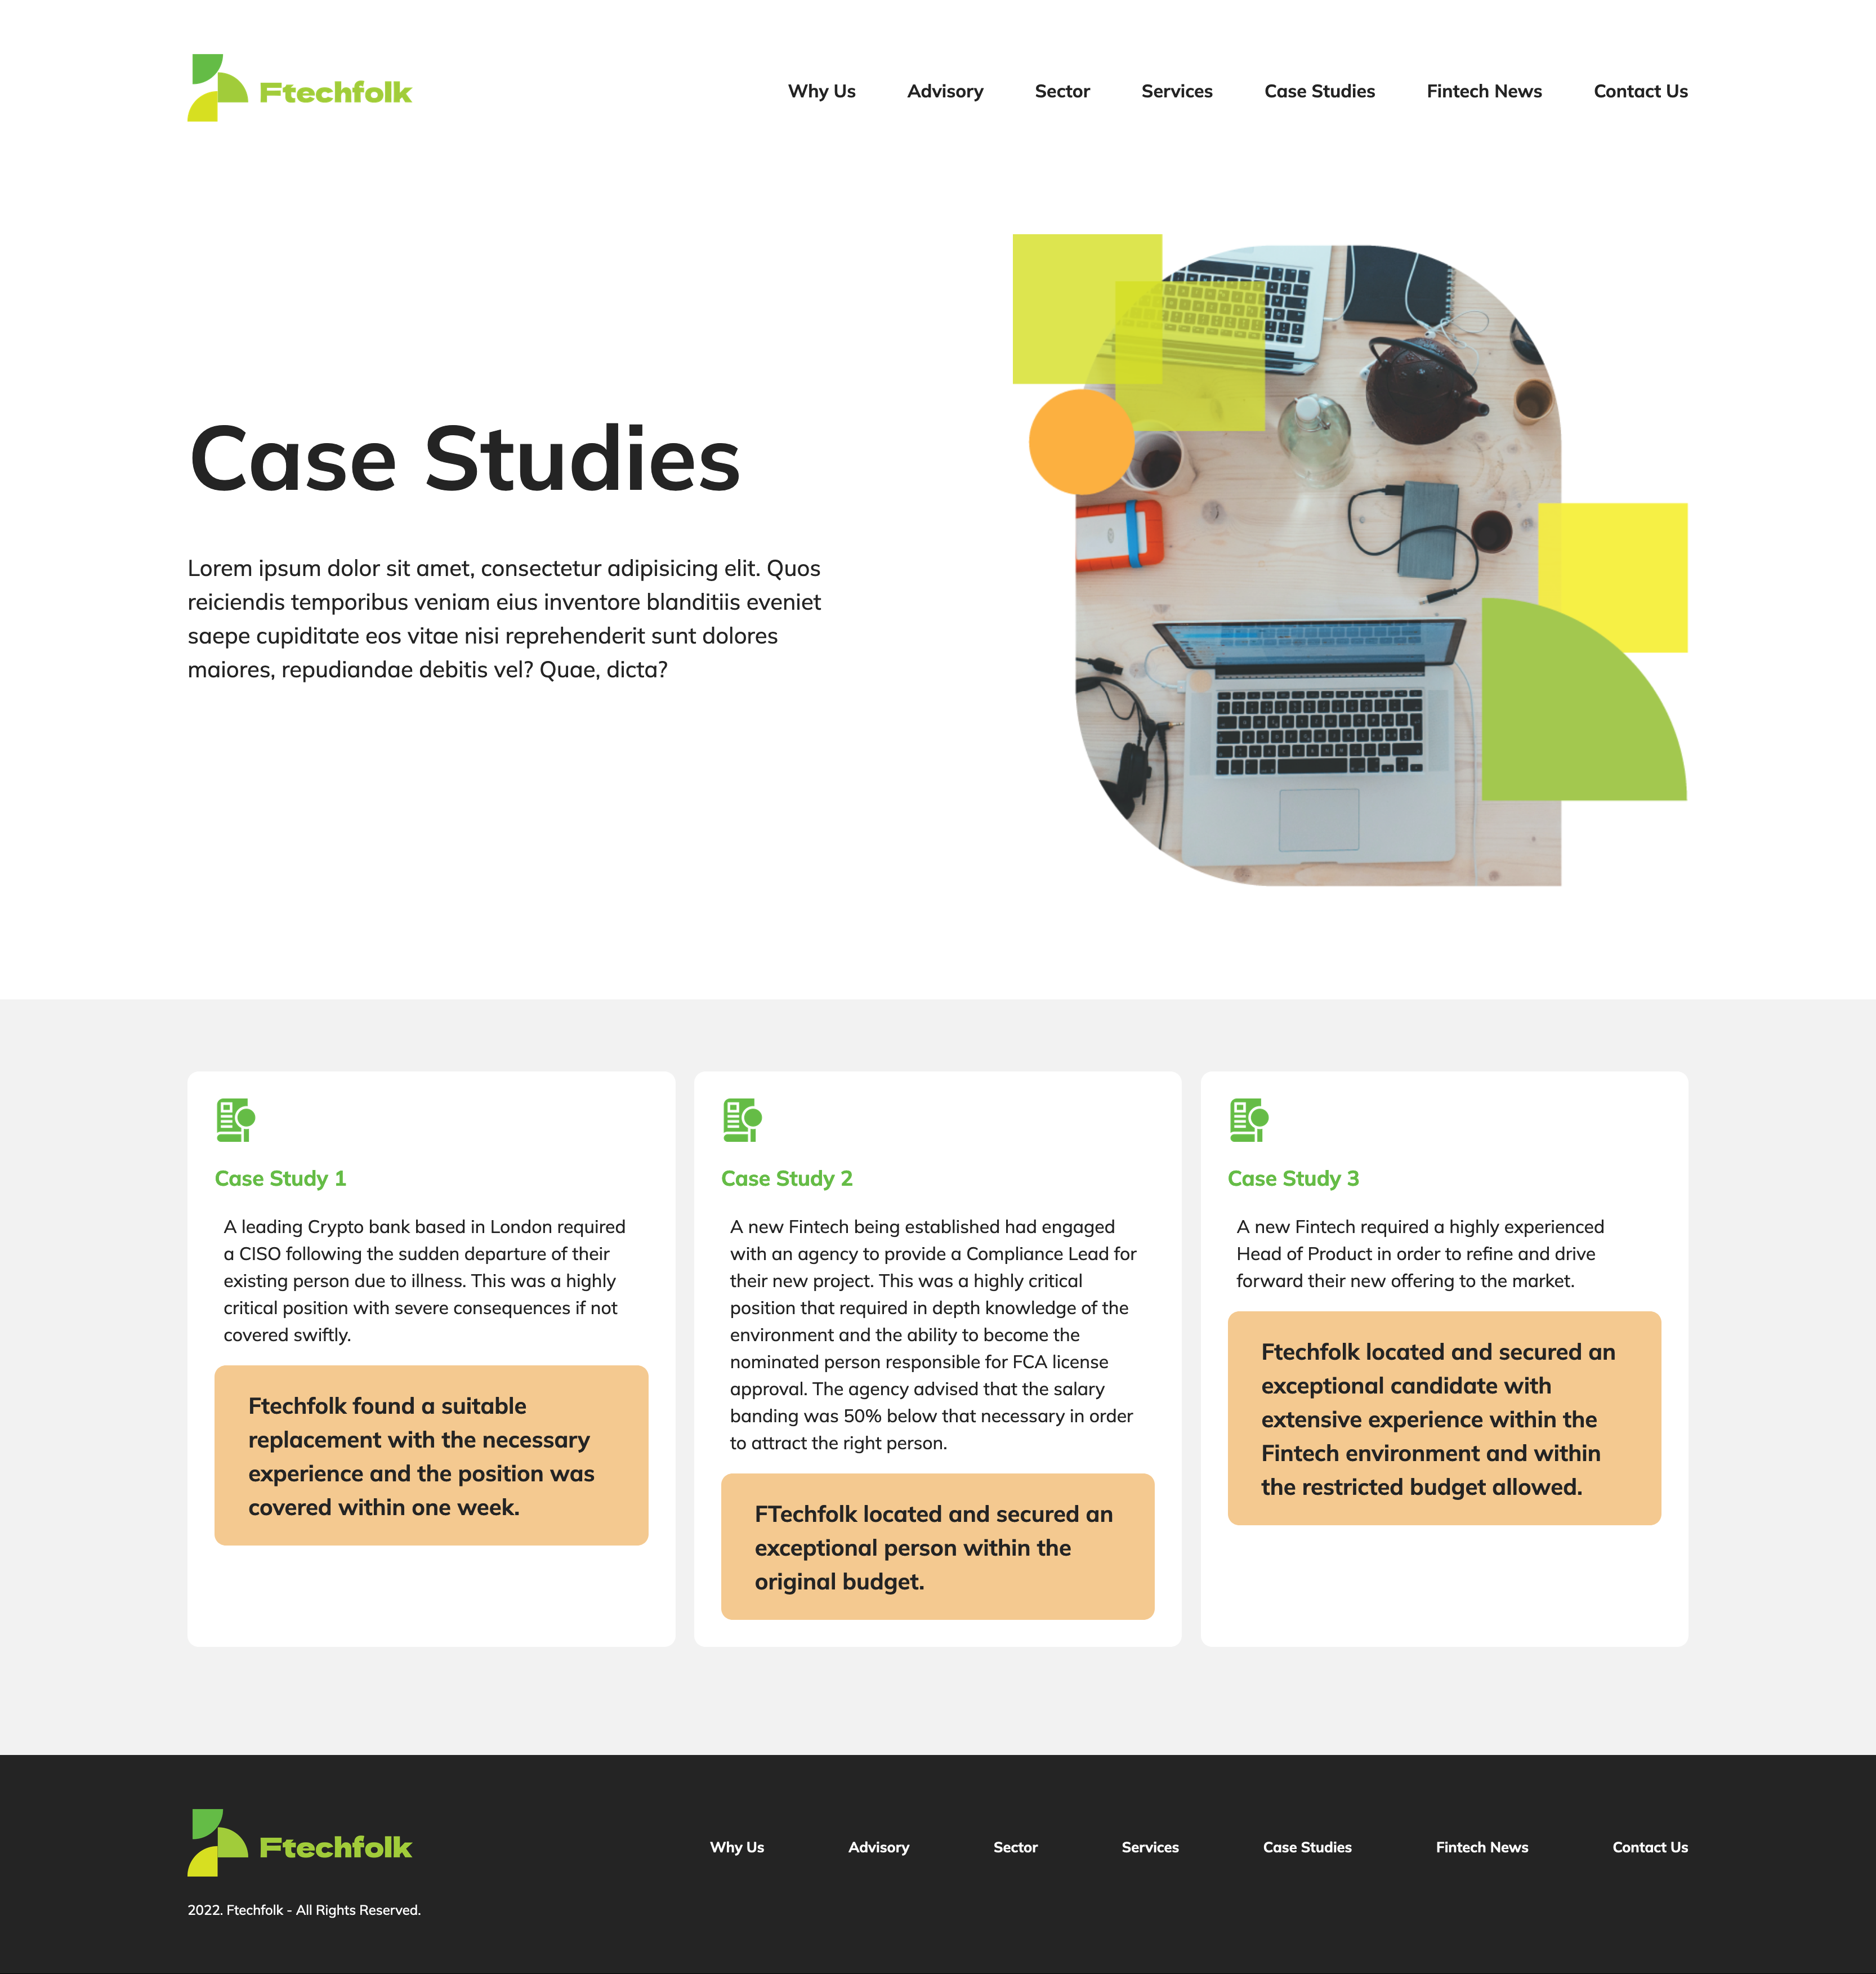 Ftechfolk
Why Us
Advisory
Sector
Services
Case Studies
Fintech News
Contact Us
Case Studies
Lorem ipsum dolor sit amet, consectetur adipisicing elit. Quos
reiciendis temporibus veniam eius inventore blanditiis eveniet
saepe cupiditate eos vitae nisi reprehenderit sunt dolores
maiores, repudiandae debitis vel? Quae, dicta?
Case Study 1
A leading Crypto bank based in London required
a CISO following the sudden departure of their
existing person due to illness. This was a highly
critical position with severe consequences if not
covered swiftly.
Ftechfolk found a suitable
replacement with the necessary
experience and the position was
covered within one week.
Case Study 2
A new Fintech being established had engaged
with an agency to provide a Compliance Lead for
their new project. This was a highly critical
position that required in depth knowledge of the
environment and the ability to become the
nominated person responsible for FCA license
approval. The agency advised that the salary
banding was 50% below that necessary in order
to attract the right person.
FTechfolk located and secured an
exceptional person within the
original budget.
Case Study 3
A new Fintech required a highly experienced
Head of Product in order to refine and drive
forward their new offering to the market.
Ftechfolk located and secured an
exceptional candidate with
extensive experience within the
Fintech environment and within
the restricted budget allowed.
Ftechfolk
Why Us
Advisory
Sector
Services
Case Studies
Fintech News
Contact Us
2022. Ftechfolk - All Rights Reserved.